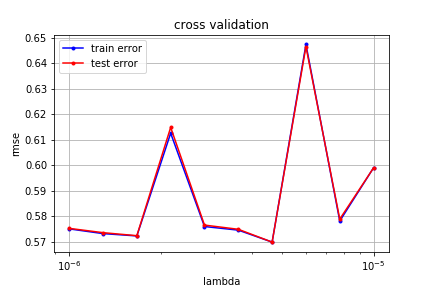 cross validation
train error
test error
rmse
0.65
0.64
0.63
0.62
0.61
0.60
0.59
0.58
0.57
10⁻⁶ 10⁻⁵
lambda